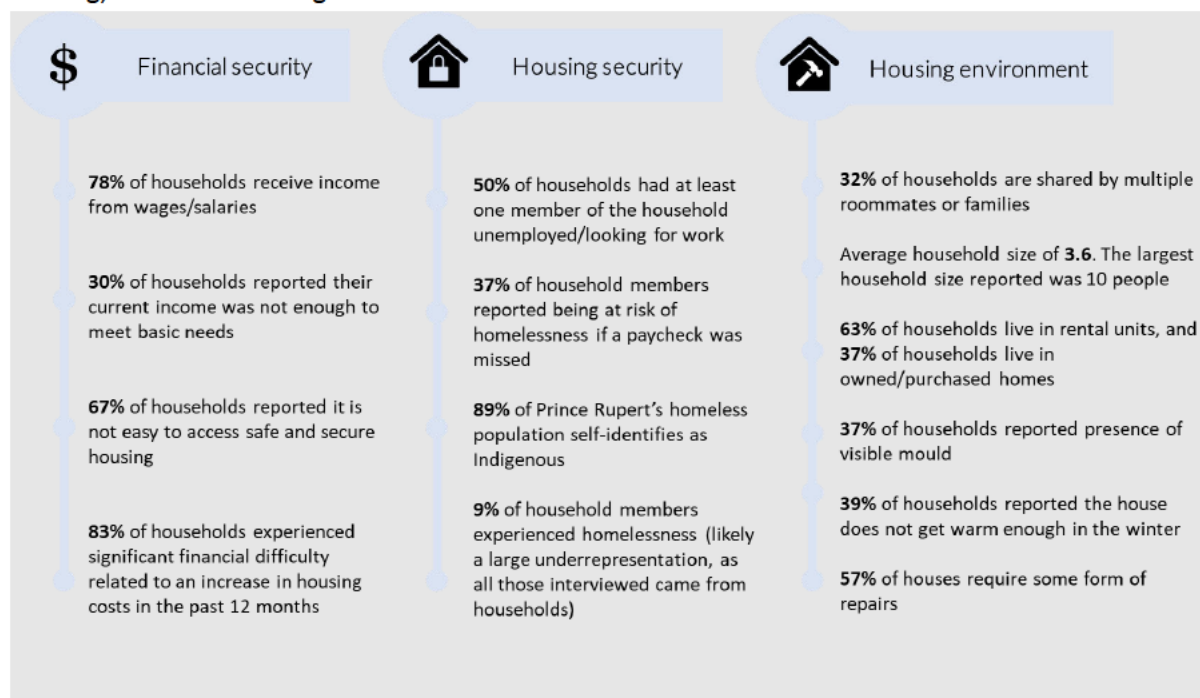 $
Financial security
78% of households receive income
from wages/salaries
30% of households reported their
current income was not enough to
meet basic needs
67% of households reported it is
not easy to access safe and secure
housing
83% of households experienced
significant financial difficulty
related to an increase in housing
costs in the past 12 months
Housing security
50% of households had at least
one member of the household
unemployed/looking for work
37% of household members
reported being at risk of
homelessness if a paycheck was
missed
89% of Prince Rupert's homeless
population self-identifies as
Indigenous
9% of household members
experienced homelessness (likely
a large underrepresentation, as
all those interviewed came from
households)
Housing environment
32% of households are shared by multiple
roommates or families
Average household size of 3.6. The largest
household size reported was 10 people
63% of households live in rental units, and
37% of households live in
owned/purchased homes
37% of households reported presence of
visible mould
39% of households reported the house
does not get warm enough in the winter
57% of houses require some form of
repairs